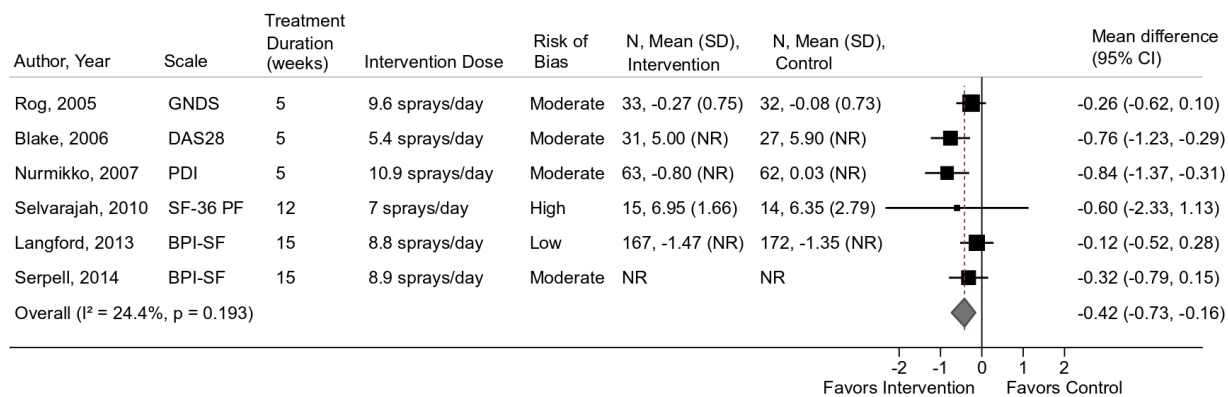 Author, Year Scale Treatment Duration (weeks) Intervention Dose Risk of Bias N, Mean (SD), Intervention N, Mean (SD), Control Mean difference (95% CI)
Rog, 2005 GNDS 5 9.6 sprays/day Moderate 33, -0.27 (0.75) 32, -0.08 (0.73) -0.26 (-0.62, 0.10)
Blake, 2006 DAS28 5 5.4 sprays/day Moderate 31, 5.00 (NR) 27, 5.90 (NR) -0.76 (-1.23, -0.29)
Nurmikko, 2007 PDI 5 10.9 sprays/day Moderate 63, -0.80 (NR) 62, 0.03 (NR) -0.84 (-1.37, -0.31)
Selvarajah, 2010 SF-36 PF 12 7 sprays/day High 15, 6.95 (1.66) 14, 6.35 (2.79) -0.60 (-2.33, 1.13)
Langford, 2013 BPI-SF 15 8.8 sprays/day Low 167, -1.47 (NR) 172, -1.35 (NR) -0.12 (-0.52, 0.28)
Serpell, 2014 BPI-SF 15 8.9 sprays/day Moderate NR NR -0.32 (-0.79, 0.15)
Overall (I² = 24.4%, p = 0.193) -0.42 (-0.73, -0.16)
-2 -1 0 1 2
Favors Intervention Favors Control